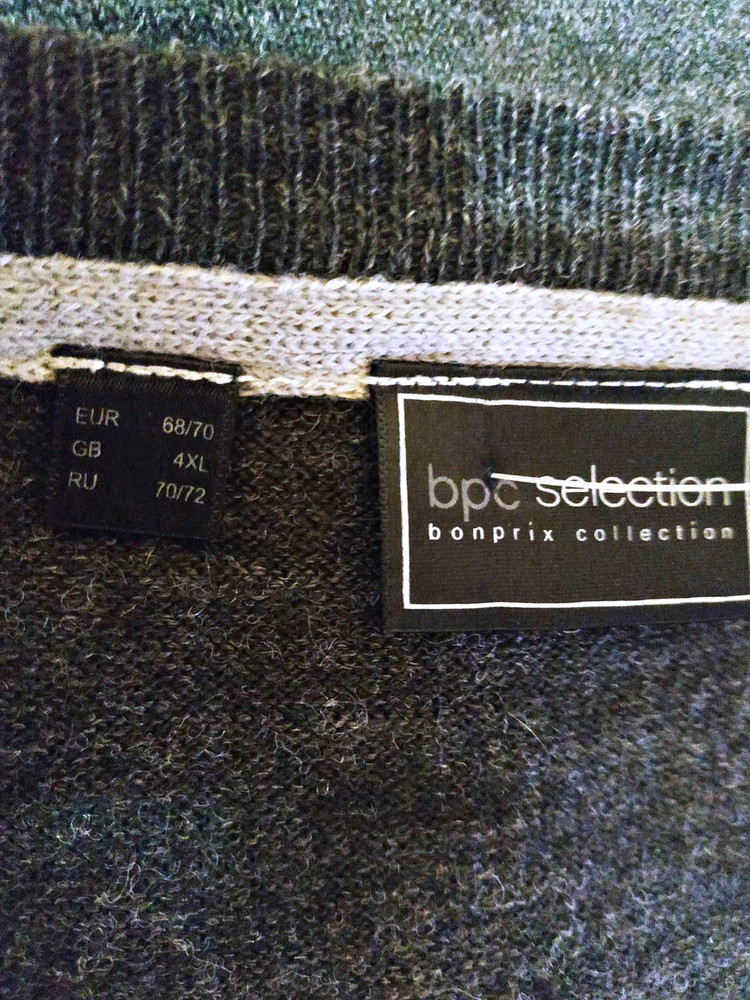 EUR 68/70
GB 4XL
RU 70/72
bpc selection
bonprix collection